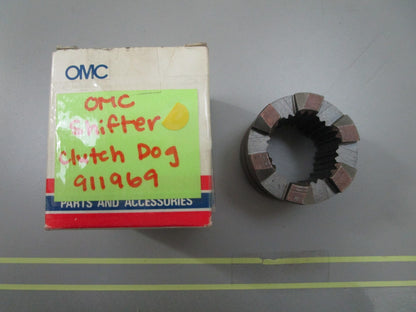 OMC
OMC
Shifter
Clutch Dog
911969
PARTS AND ACCESSORIES